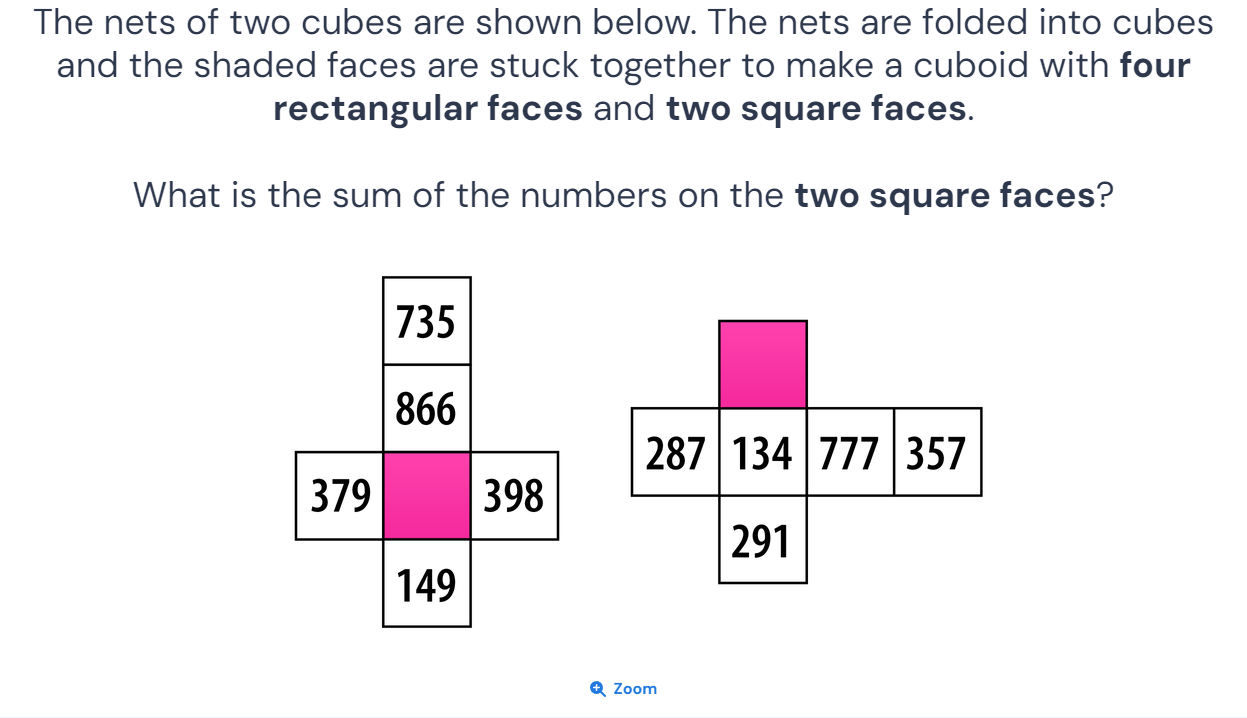 The nets of two cubes are shown below. The nets are folded into cubes
and the shaded faces are stuck together to make a cuboid with four
rectangular faces and two square faces.
What is the sum of the numbers on the two square faces?
735
866
379
398
149
287 134 777 357
291
Zoom